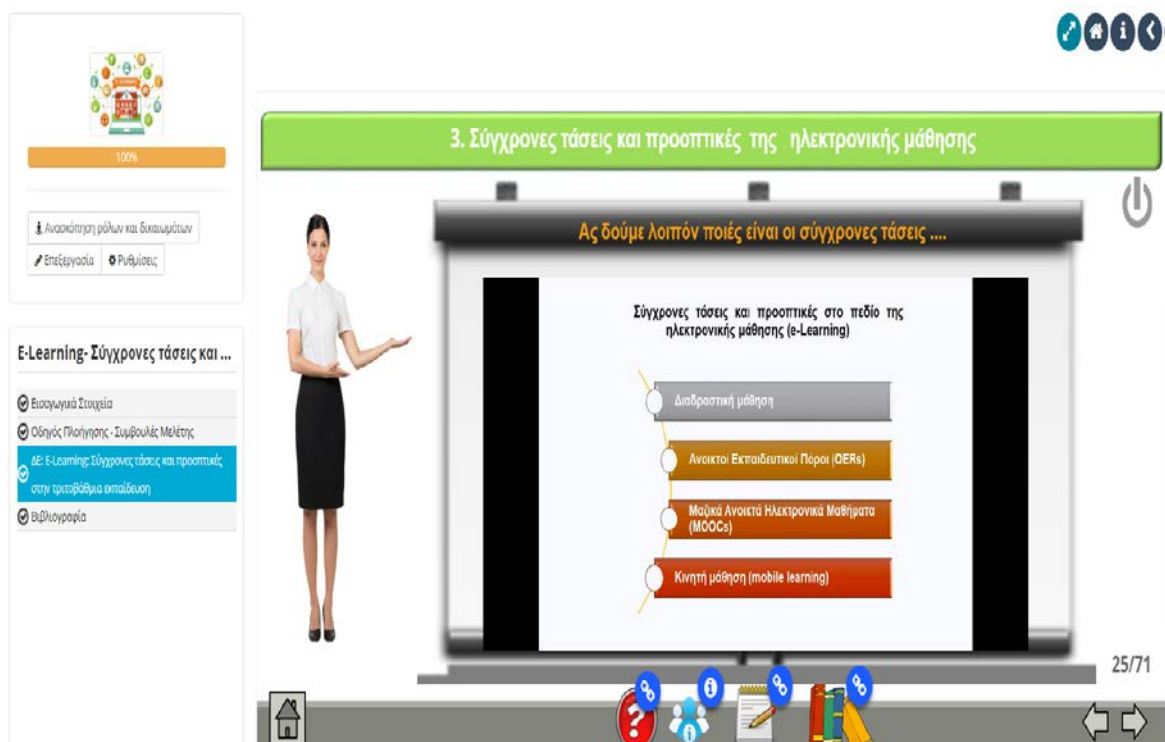 100%
Ανασκόπηση ρόλων και δικαιωμάτων
Επεξεργασία
Ρυθμίσεις
E-Learning- Σύγχρονες τάσεις και ...
Εισαγωγικά Στοιχεία
Οδηγός Πλοήγησης - Συμβουλές Μελέτης
ΔΕ: E-Learning: Σύγχρονες τάσεις και προοπτικές
στην τριτοβάθμια εκπαίδευση
Βιβλιογραφία
3. Σύγχρονες τάσεις και προοπτικές της ηλεκτρονικής μάθησης
Ας δούμε λοιπόν ποιές είναι οι σύγχρονες τάσεις ....
Σύγχρονες τάσεις και προοπτικές στο πεδίο της
ηλεκτρονικής μάθησης (e-Learning)
Διαδραστική μάθηση
Ανοικτοί Εκπαιδευτικοί Πόροι (OERs)
Μαζικά Ανοιχτά Ηλεκτρονικά Μαθήματα
(MOOCs)
Κινητή μάθηση (mobile learning)
25/71